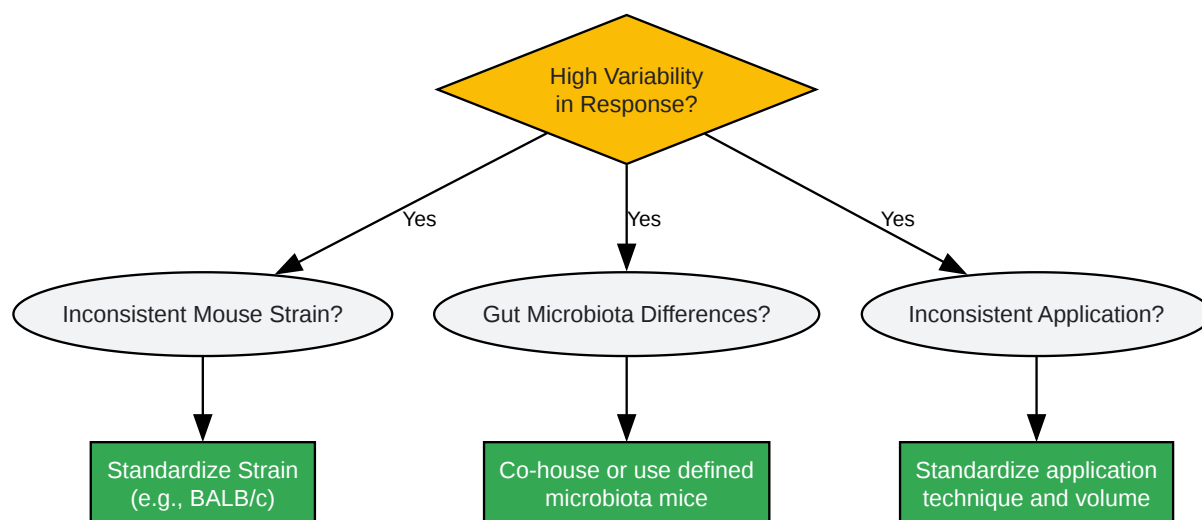 High Variability
in Response?
Yes
Yes
Yes
Inconsistent Mouse Strain?
Gut Microbiota Differences?
Inconsistent Application?
Standardize Strain
(e.g., BALB/c)
Co-house or use defined
microbiota mice
Standardize application
technique and volume